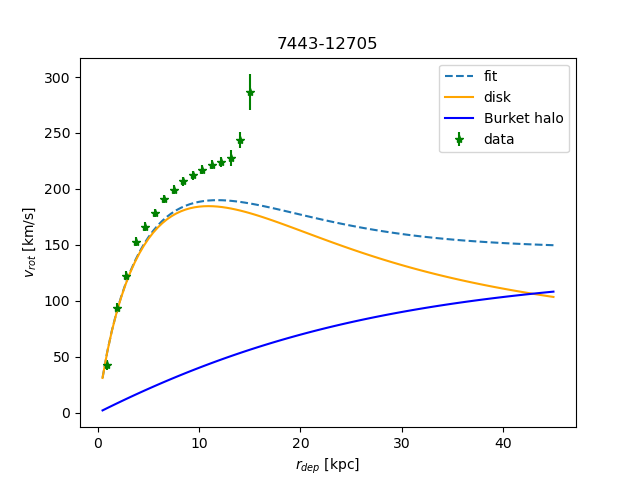 7443-12705
fit
disk
Burket halo
data
300
250
200
150
100
50
0
v_rot [km/s]
0 10 20 30 40
r_dep [kpc]